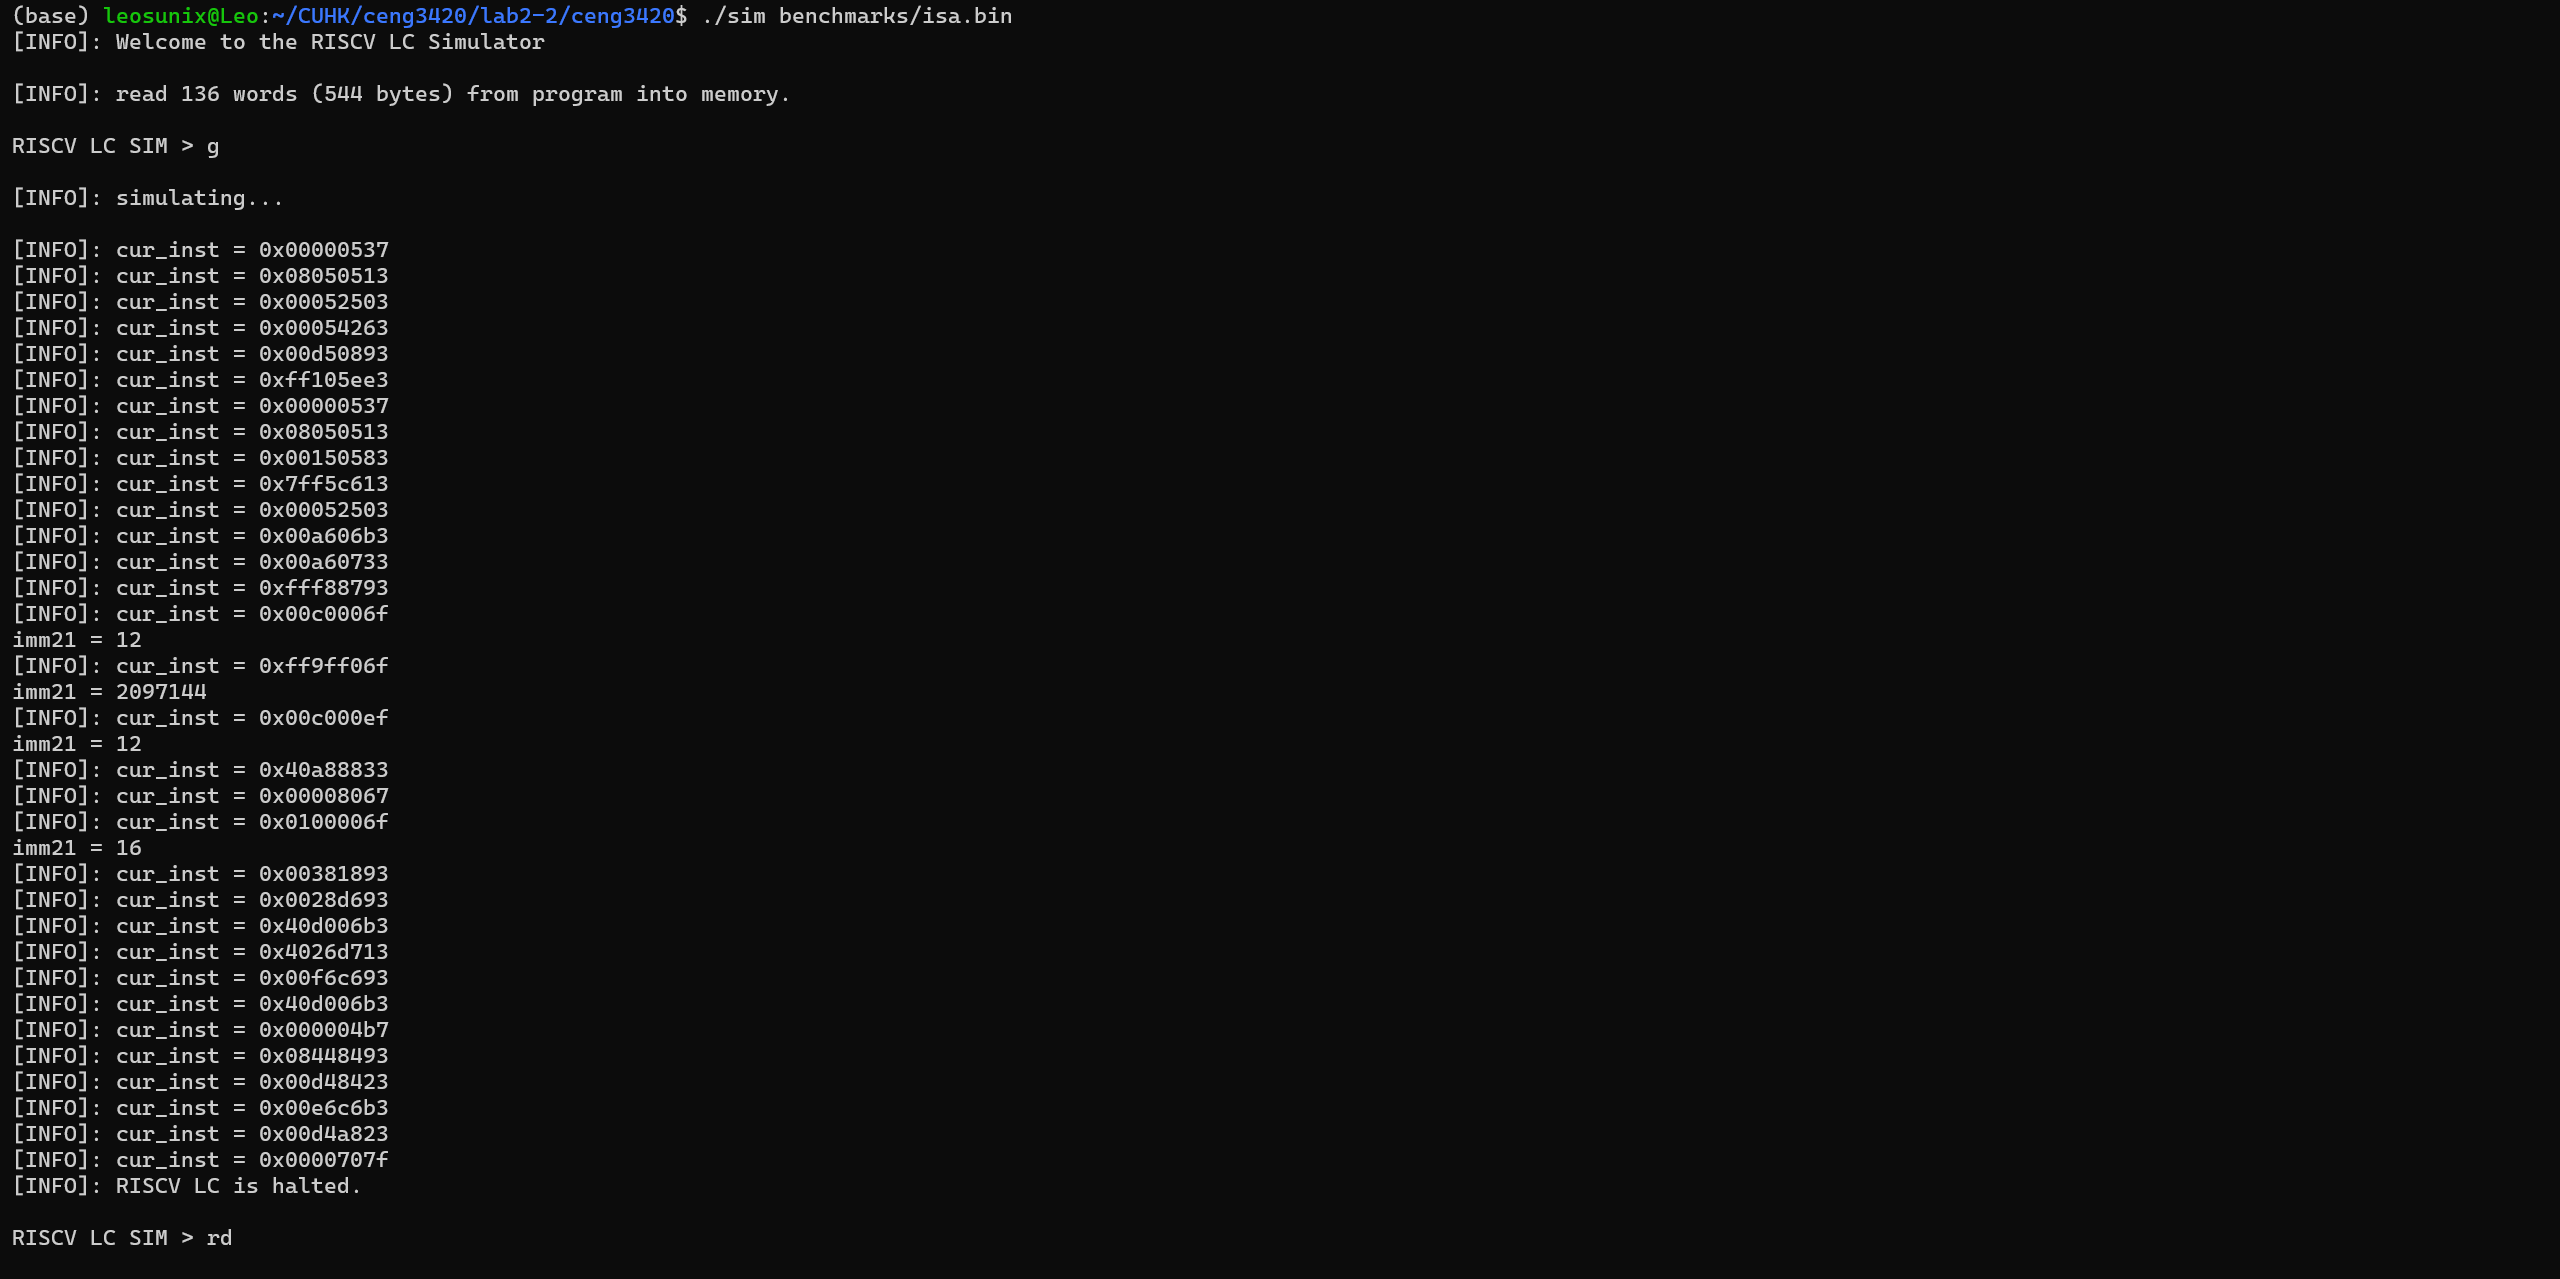 (base) leosunix@Leo:~/CUHK/ceng3420/lab2-2/ceng3420$ ./sim benchmarks/isa.bin
[INFO]: Welcome to the RISCV LC Simulator
[INFO]: read 136 words (544 bytes) from program into memory.
RISCV LC SIM > g
[INFO]: simulating...
[INFO]: cur_inst = 0x00000537
[INFO]: cur_inst = 0x08050513
[INFO]: cur_inst = 0x00052503
[INFO]: cur_inst = 0x00054263
[INFO]: cur_inst = 0x00d50893
[INFO]: cur_inst = 0xff105ee3
[INFO]: cur_inst = 0x00000537
[INFO]: cur_inst = 0x08050513
[INFO]: cur_inst = 0x00150583
[INFO]: cur_inst = 0x7ff5c613
[INFO]: cur_inst = 0x00052503
[INFO]: cur_inst = 0x00a606b3
[INFO]: cur_inst = 0x00a60733
[INFO]: cur_inst = 0xfff88793
[INFO]: cur_inst = 0x00c0006f
imm21 = 12
[INFO]: cur_inst = 0xff9ff06f
imm21 = 2097144
[INFO]: cur_inst = 0x00c000ef
imm21 = 12
[INFO]: cur_inst = 0x40a88833
[INFO]: cur_inst = 0x00008067
[INFO]: cur_inst = 0x0100006f
imm21 = 16
[INFO]: cur_inst = 0x00381893
[INFO]: cur_inst = 0x0028d693
[INFO]: cur_inst = 0x40d006b3
[INFO]: cur_inst = 0x4026d713
[INFO]: cur_inst = 0x00f6c693
[INFO]: cur_inst = 0x40d006b3
[INFO]: cur_inst = 0x000004b7
[INFO]: cur_inst = 0x08448493
[INFO]: cur_inst = 0x00d48423
[INFO]: cur_inst = 0x00e6c6b3
[INFO]: cur_inst = 0x00d4a823
[INFO]: cur_inst = 0x0000707f
[INFO]: RISCV LC is halted.
RISCV LC SIM > rd